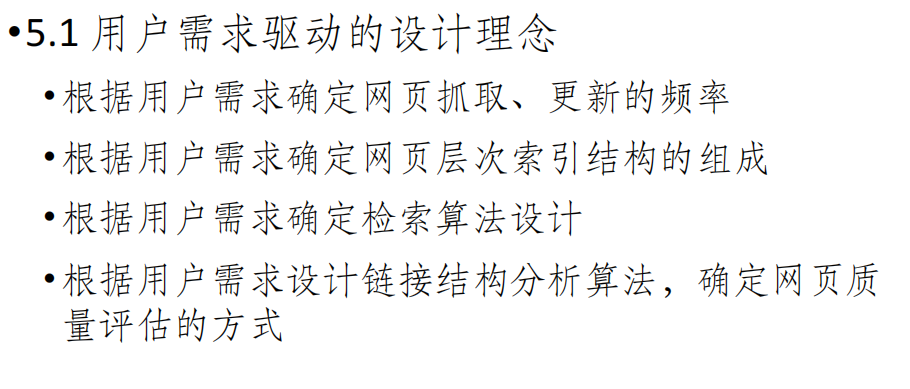 •5.1 用户需求驱动的设计理念
•根据用户需求确定网页抓取、更新的频率
•根据用户需求确定网页层次索引结构的组成
•根据用户需求确定检索算法设计
•根据用户需求设计链接结构分析算法，确定网页质
量评估的方式